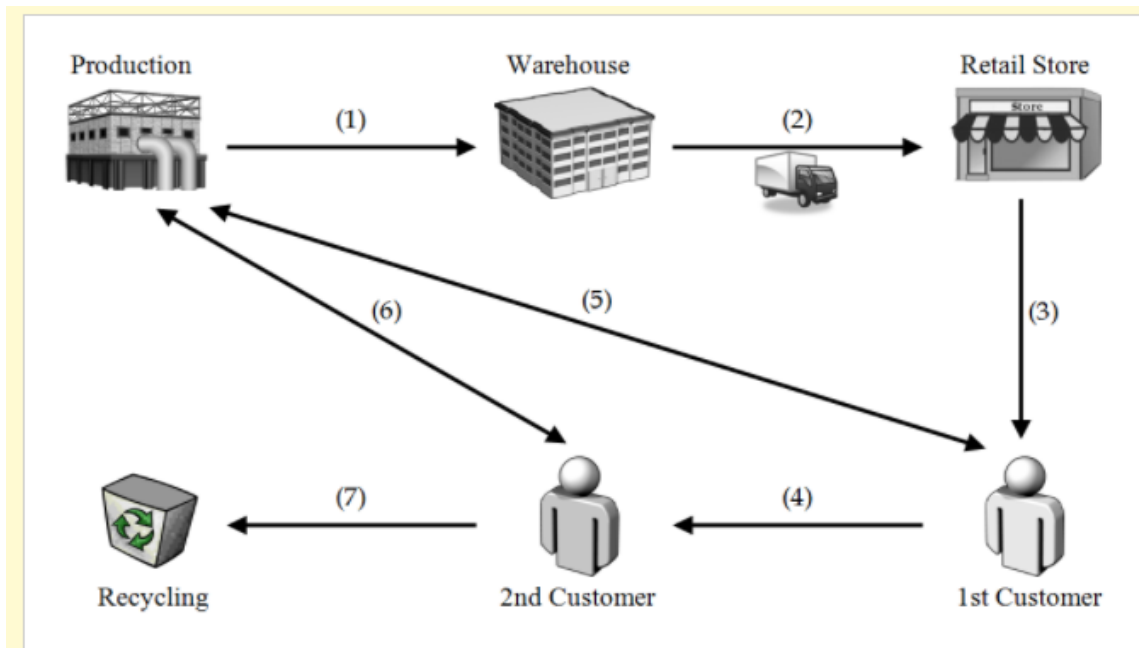 Production
Warehouse
Retail Store
(1)
(2)
Store
(3)
(5)
(6)
(7)
(4)
Recycling
2nd Customer
1st Customer